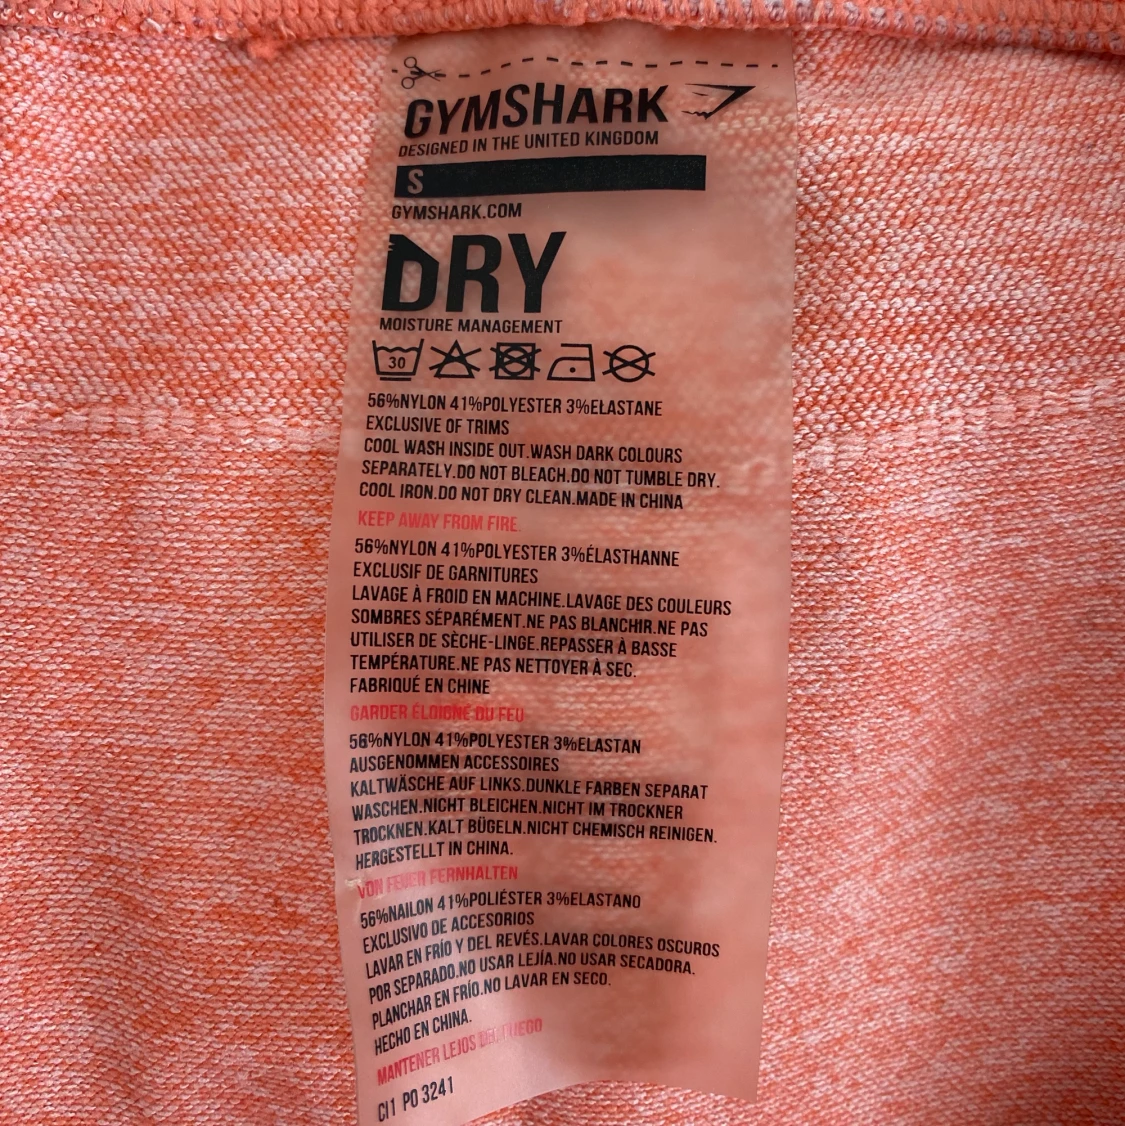 GYMSHARK
DESIGNED IN THE UNITED KINGDOM
S
GYMSHARK.COM
DRY
MOISTURE MANAGEMENT
30
56%NYLON 41%POLYESTER 3%ELASTANE
EXCLUSIVE OF TRIMS
COOL WASH INSIDE OUT.WASH DARK COLOURS
SEPARATELY.DO NOT BLEACH.DO NOT TUMBLE DRY.
COOL IRON.DO NOT DRY CLEAN.MADE IN CHINA
KEEP AWAY FROM FIRE.
56%NYLON 41%POLYESTER 3%ÉLASTHANNE
EXCLUSIF DE GARNITURES
LAVAGE À FROID EN MACHINE.LAVAGE DES COULEURS
SOMBRES SÉPARÉMENT.NE PAS BLANCHIR.NE PAS
UTILISER DE SÈCHE-LINGE.REPASSER À BASSE
TEMPÉRATURE.NE PAS NETTOYER À SEC.
FABRIQUÉ EN CHINE
GARDER ÉLOIGNÉ DU FEU
56%NYLON 41%POLYESTER 3%ELASTAN
AUSGENOMMEN ACCESSOIRES
KALTWÄSCHE AUF LINKS.DUNKLE FARBEN SEPARAT
WASCHEN.NICHT BLEICHEN.NICHT IM TROCKNER
TROCKNEN.KALT BÜGELN.NICHT CHEMISCH REINIGEN.
HERGESTELLT IN CHINA.
VON FEUER FERNHALTEN
56%NAILON 41%POLIÉSTER 3%ELASTANO
EXCLUSIVO DE ACCESORIOS
LAVAR EN FRÍO Y DEL REVÉS.LAVAR COLORES OSCUROS
POR SEPARADO.NO USAR LEJÍA.NO USAR SECADORA.
PLANCHAR EN FRÍO.NO LAVAR EN SECO.
HECHO EN CHINA.
MANTENER LEJOS DEL FUEGO
CI1 PO 3241